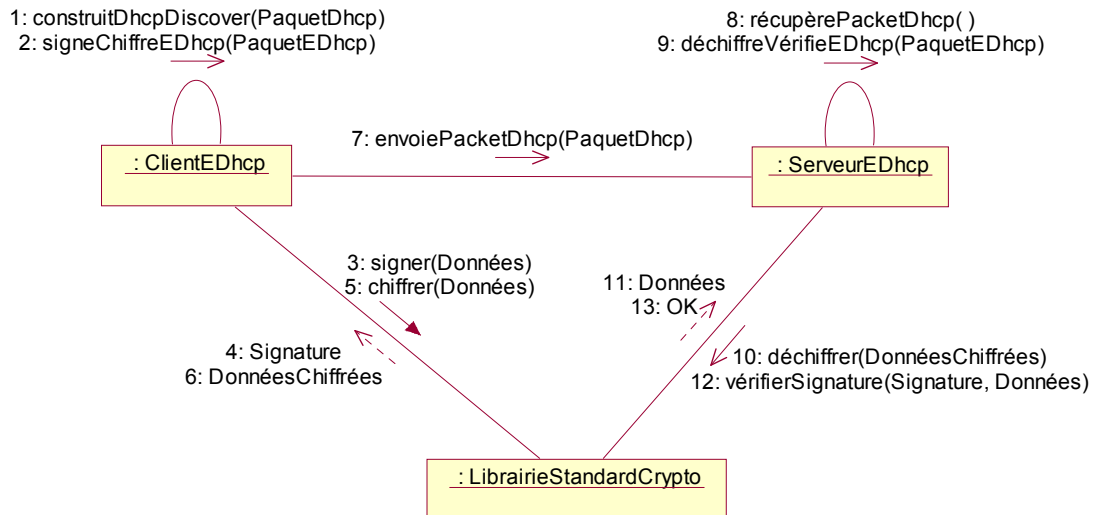 1: construitDhcpDiscover(PaquetDhcp)
2: signeChiffreEDhcp(PaquetEDhcp)
8: récupèrePacketDhcp( )
9: déchiffreVérifieEDhcp(PaquetEDhcp)
7: envoiePacketDhcp(PaquetDhcp)
: ClientEDhcp
: ServeurEDhcp
3: signer(Données)
5: chiffrer(Données)
11: Données
13: OK
4: Signature
6: DonnéesChiffrées
10: déchiffrer(DonnéesChiffrées)
12: vérifierSignature(Signature, Données)
: LibrairieStandardCrypto